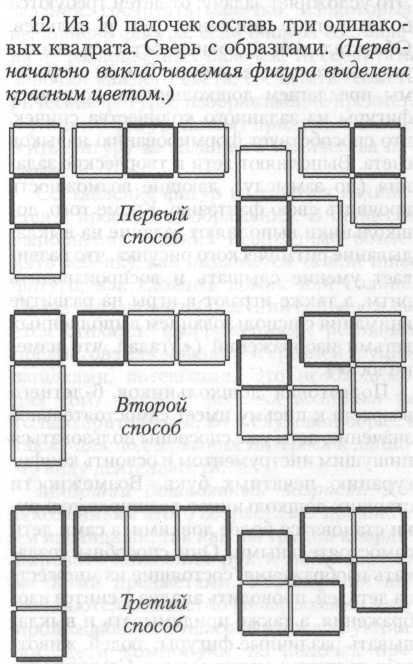 12. Из 10 палочек составь три одинако-
вых квадрата. Сверь с образцами. (Перво-
начально выкладываемая фигура выделена
красным цветом.)
Первый
способ
Второй
способ
Третий
способ